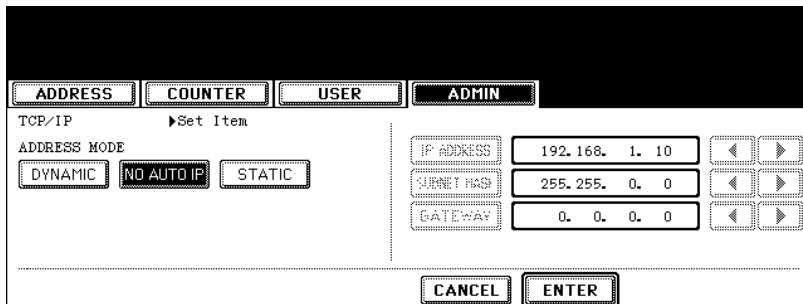 ADDRESS COUNTER USER ADMIN
TCP/IP ▶Set Item
ADDRESS MODE
DYNAMIC NO AUTO IP STATIC
IP ADDRESS 192.168. 1. 10
SUBNET MASK 255.255. 0. 0
GATEWAY 0. 0. 0. 0
CANCEL ENTER